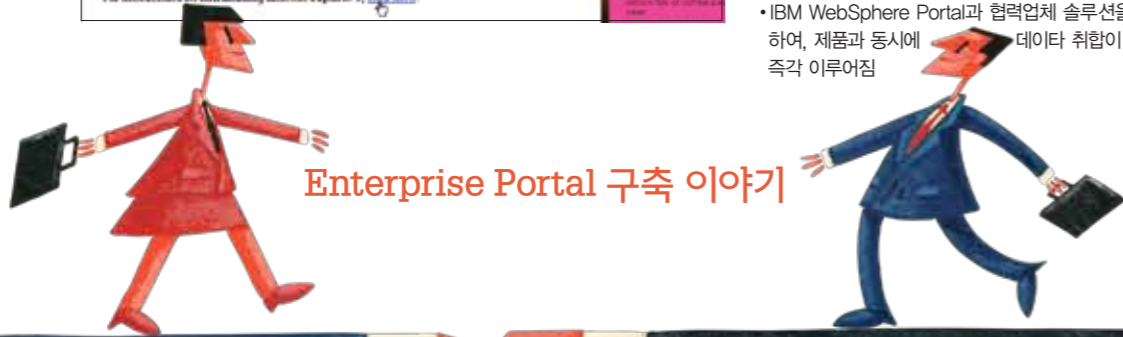 • IBM WebSphere Portal과 협력업체 솔루션을
하여, 제품과 동시에 데이타 취합이
즉각 이루어짐
Enterprise Portal 구축 이야기